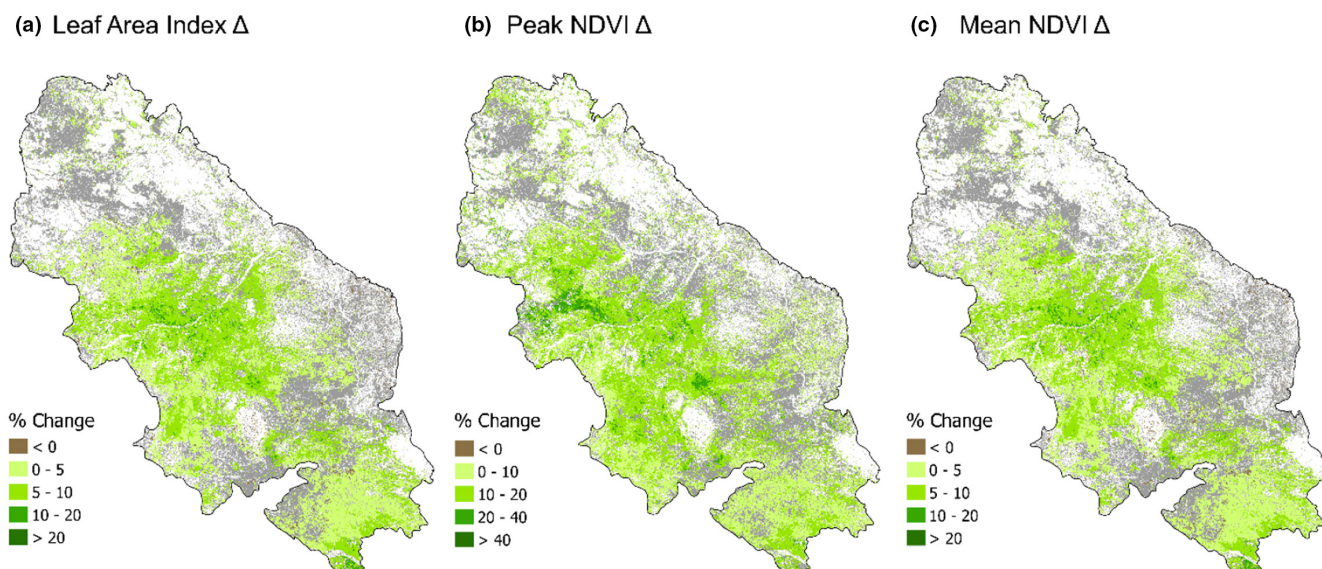 (a) Leaf Area Index Δ
(b) Peak NDVI Δ
(c) Mean NDVI Δ
% Change
< 0
0 - 5
5 - 10
10 - 20
> 20
% Change
< 0
0 - 10
10 - 20
20 - 40
> 40
% Change
< 0
0 - 5
5 - 10
10 - 20
> 20